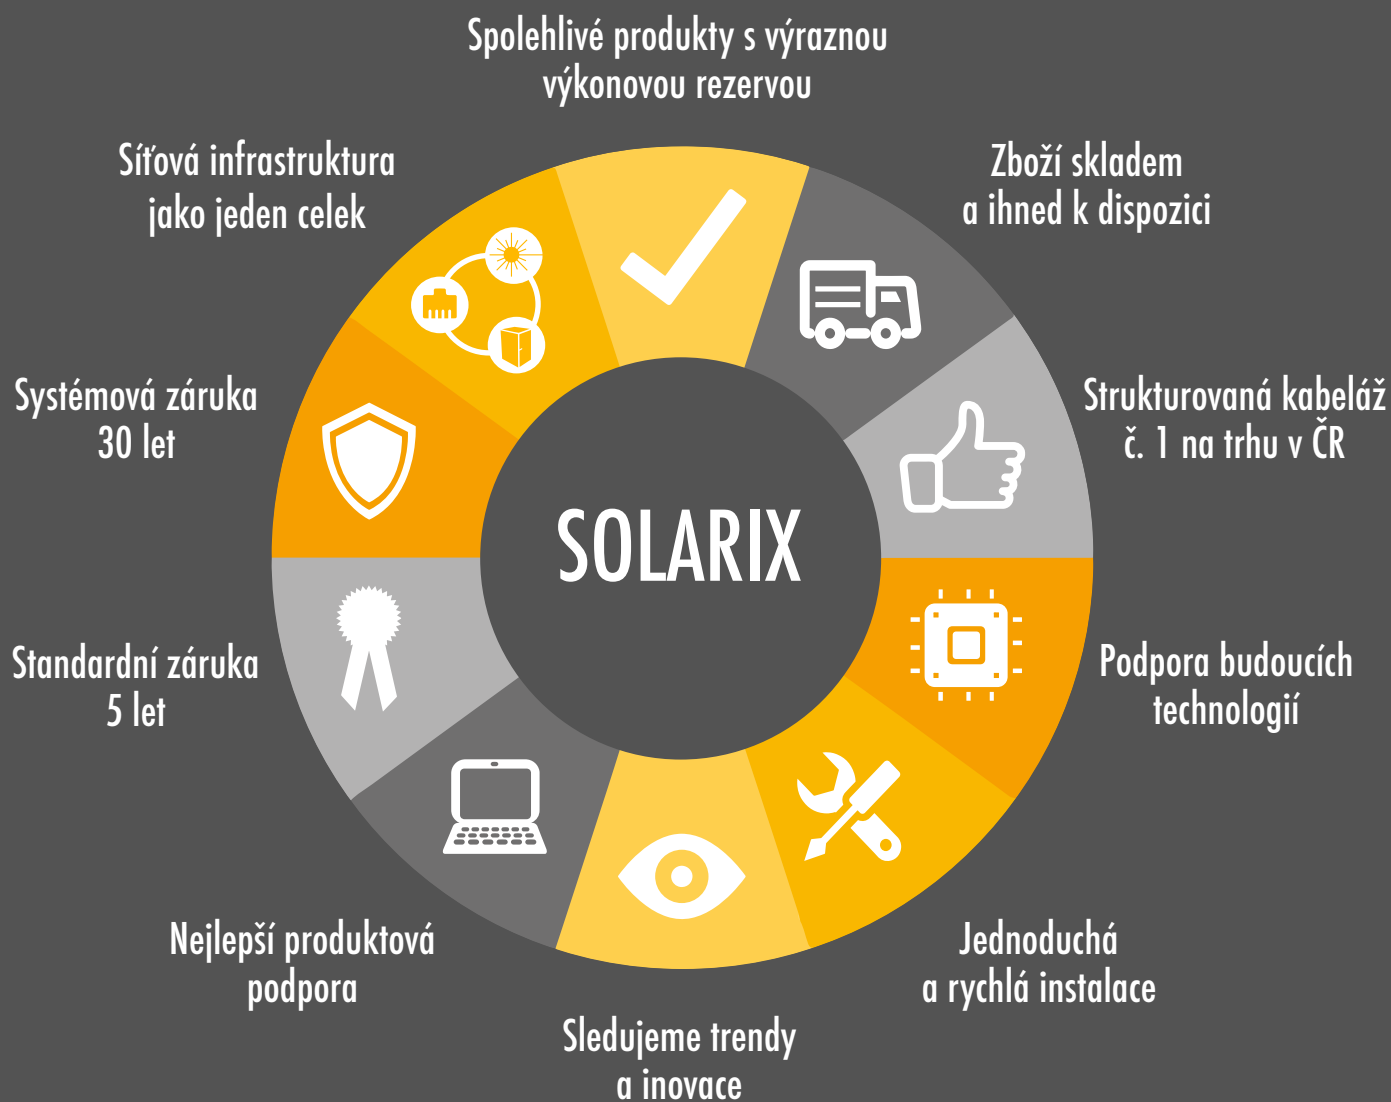 Spolehlivé produkty s výraznou
výkonovou rezervou
Zboží skladem
a ihned k dispozici
Strukturovaná kabeláž
č. 1 na trhu v ČR
Podpora budoucích
technologií
Jednoduchá
a rychlá instalace
Sledujeme trendy
a inovace
Nejlepší produktová
podpora
Standardní záruka
5 let
Systémová záruka
30 let
Síťová infrastruktura
jako jeden celek
SOLARIX